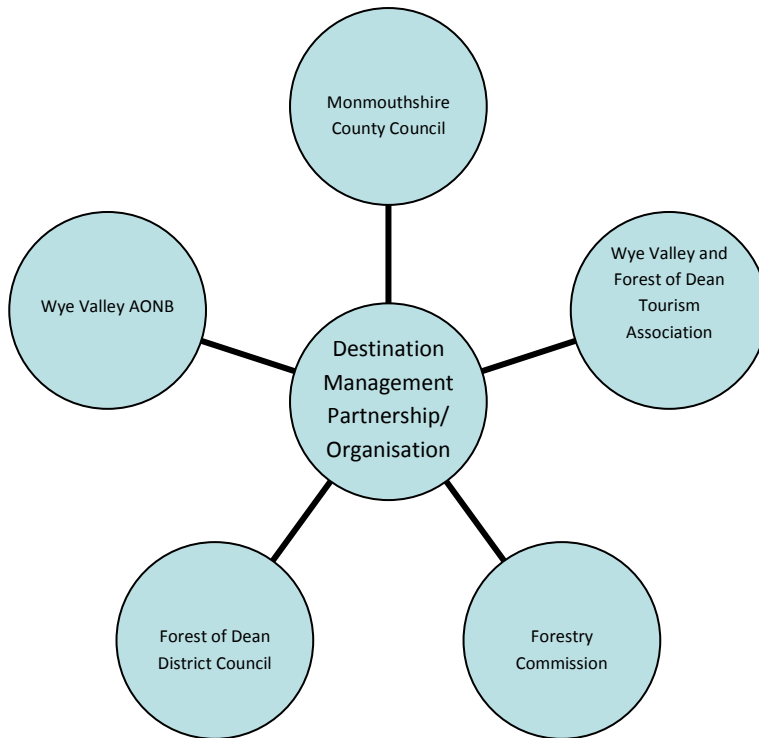 Monmouthshire
County Council
Wye Valley and
Forest of Dean
Tourism
Association
Wye Valley AONB
Destination
Management
Partnership/
Organisation
Forest of Dean
District Council
Forestry
Commission